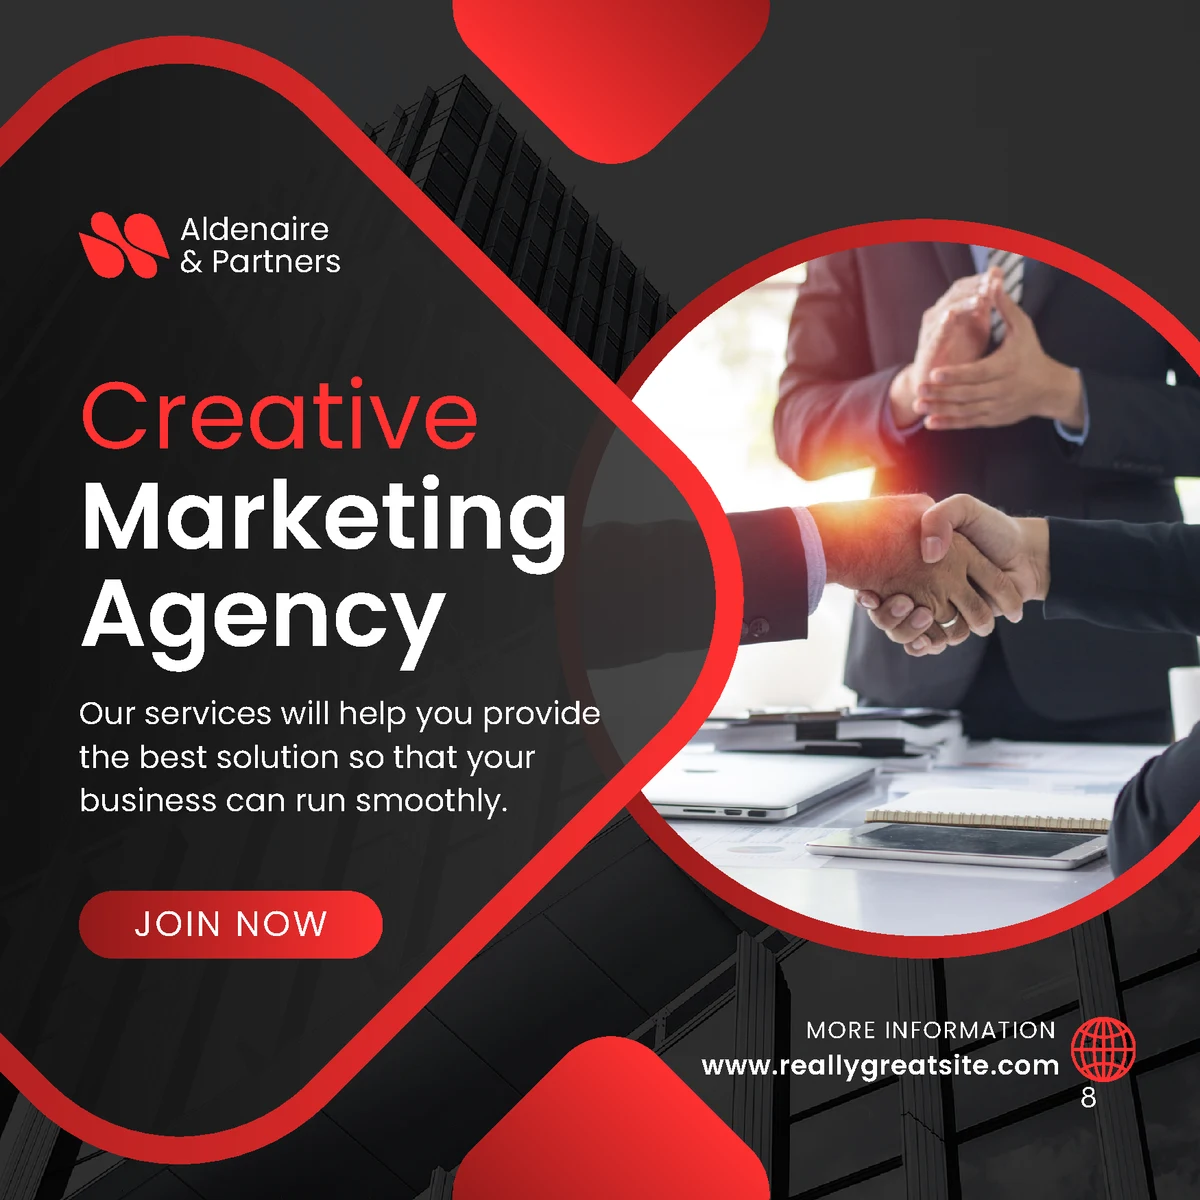 Aldenaire
& Partners
Creative
Marketing
Agency
Our services will help you provide
the best solution so that your
business can run smoothly.
JOIN NOW
MORE INFORMATION
www.reallygreatsite.com
8